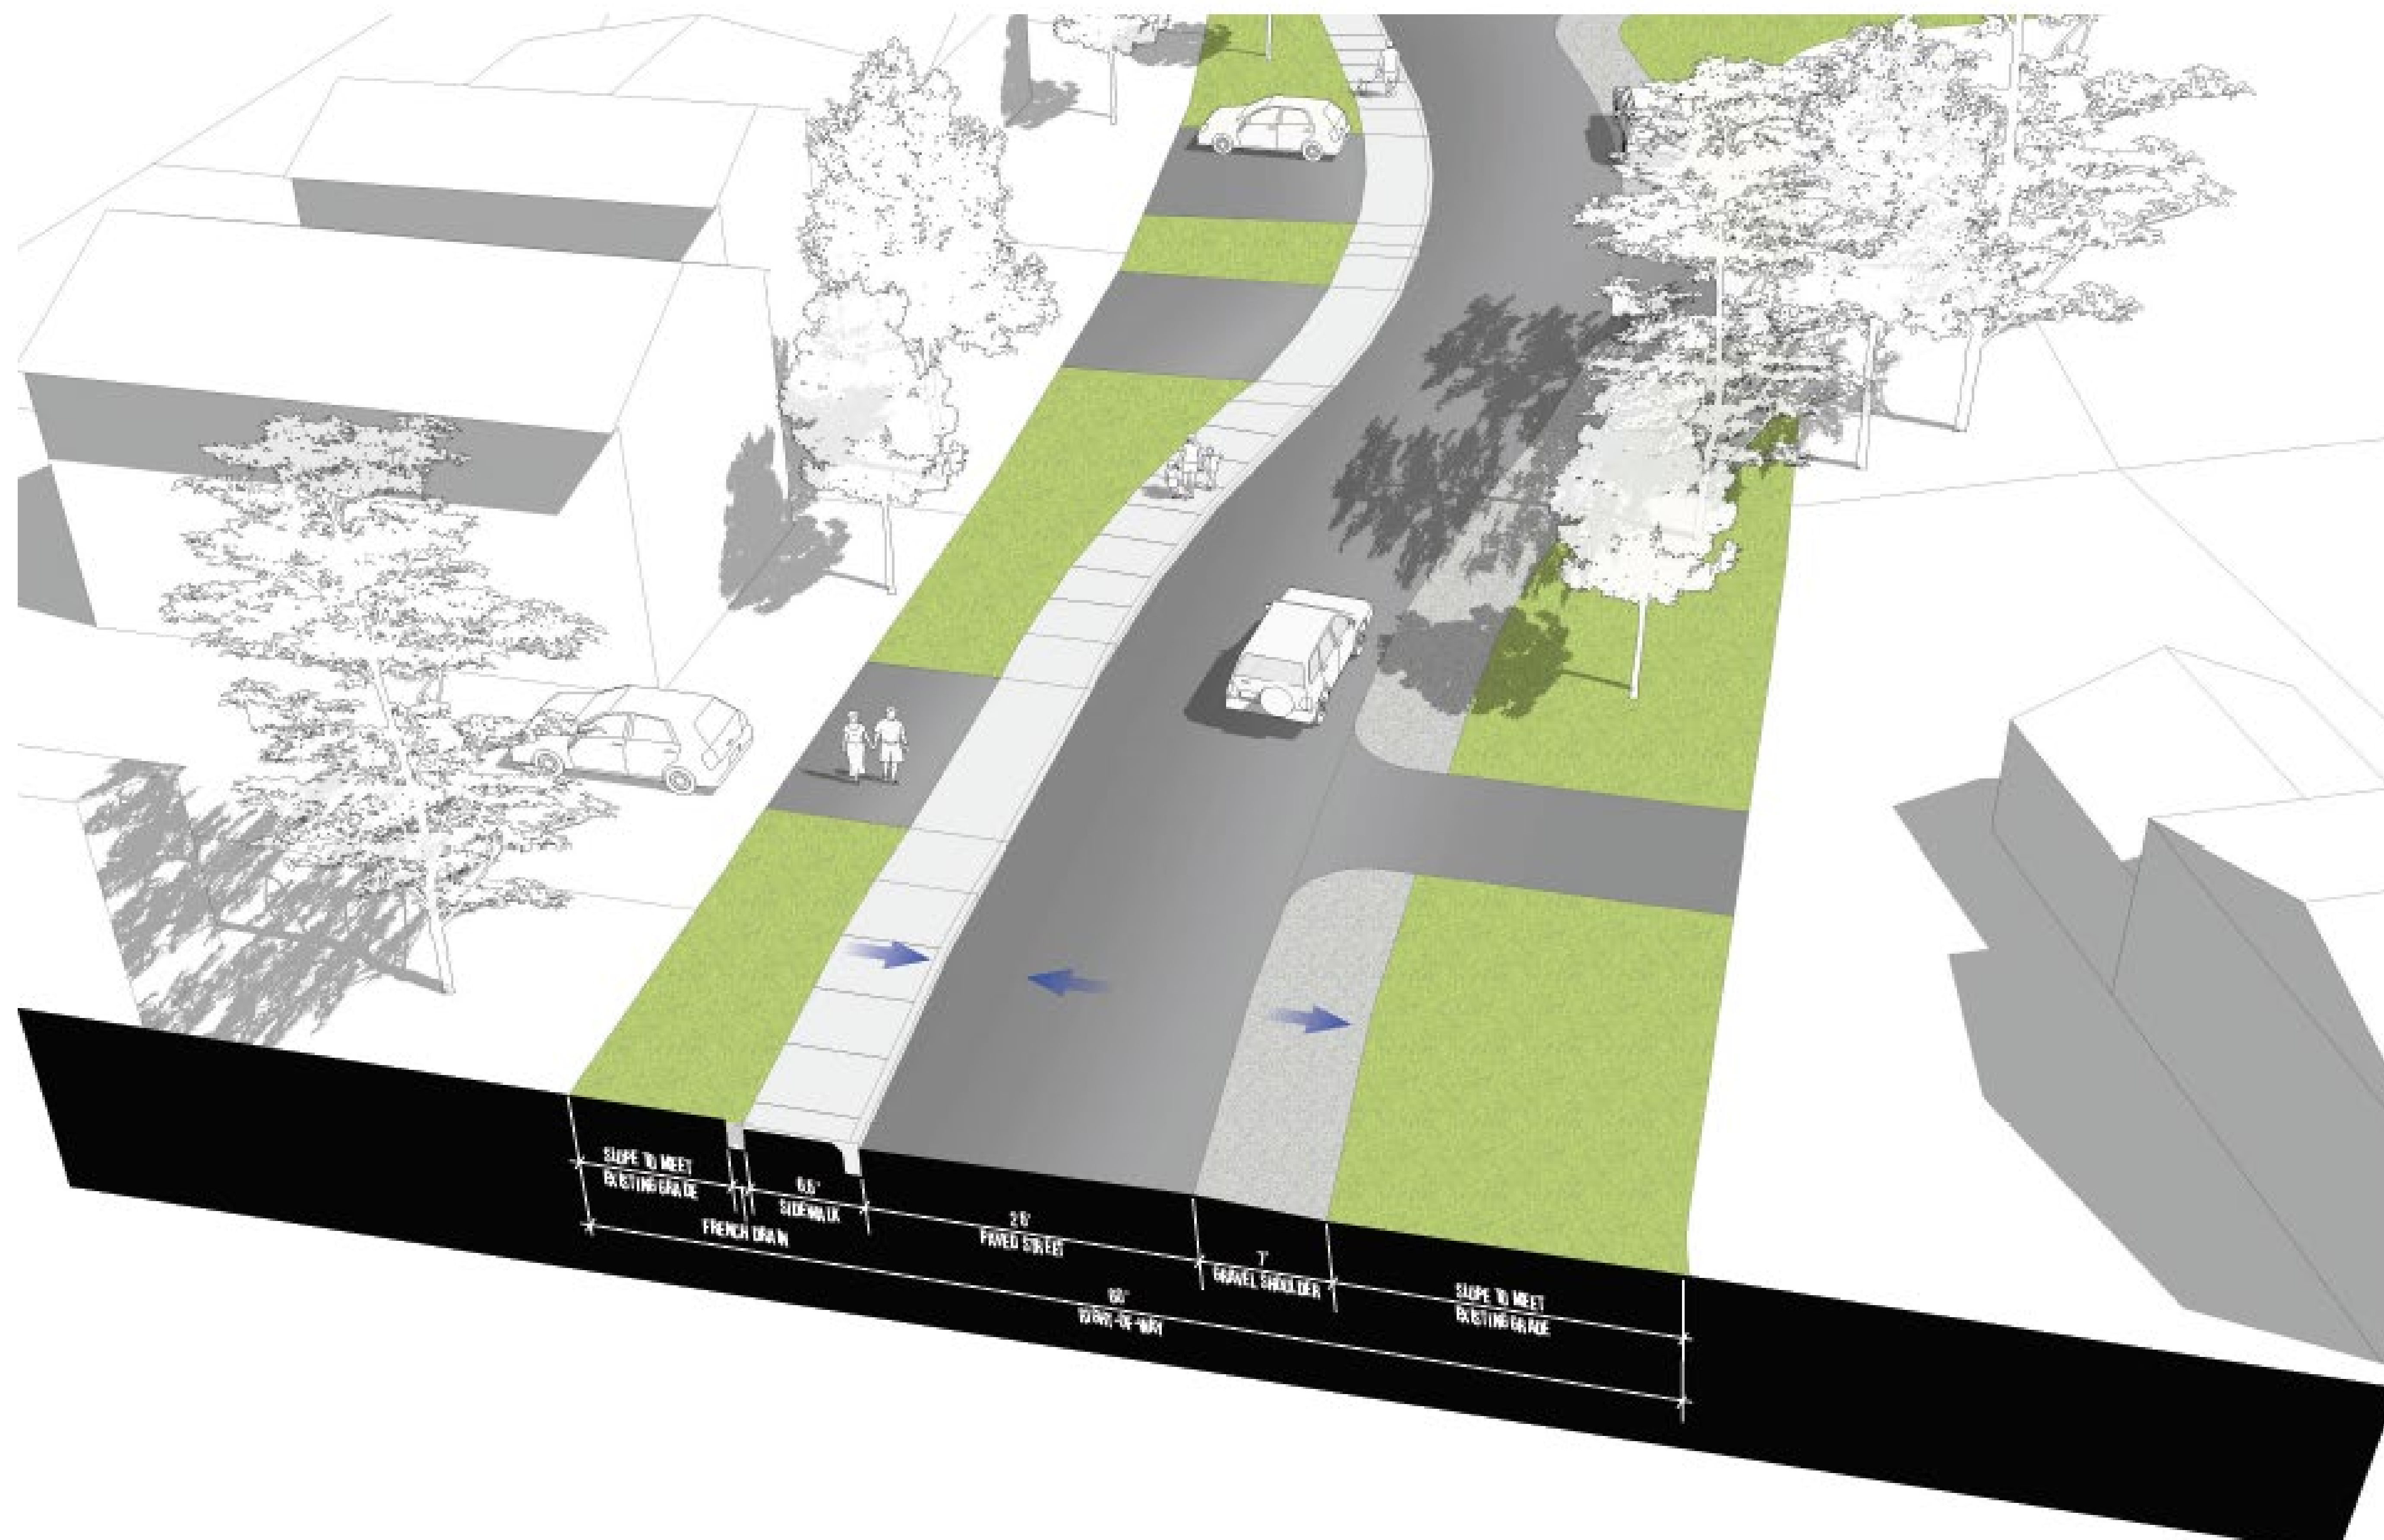 SLOPE TO MEET
EXISTING GRADE
FRENCH DRAIN
6.5'
SIDEWALK
PAVED STREET
7'
GRAVEL SHOULDER
60'
RIGHT-OF-WAY
SLOPE TO MEET
EXISTING GRADE